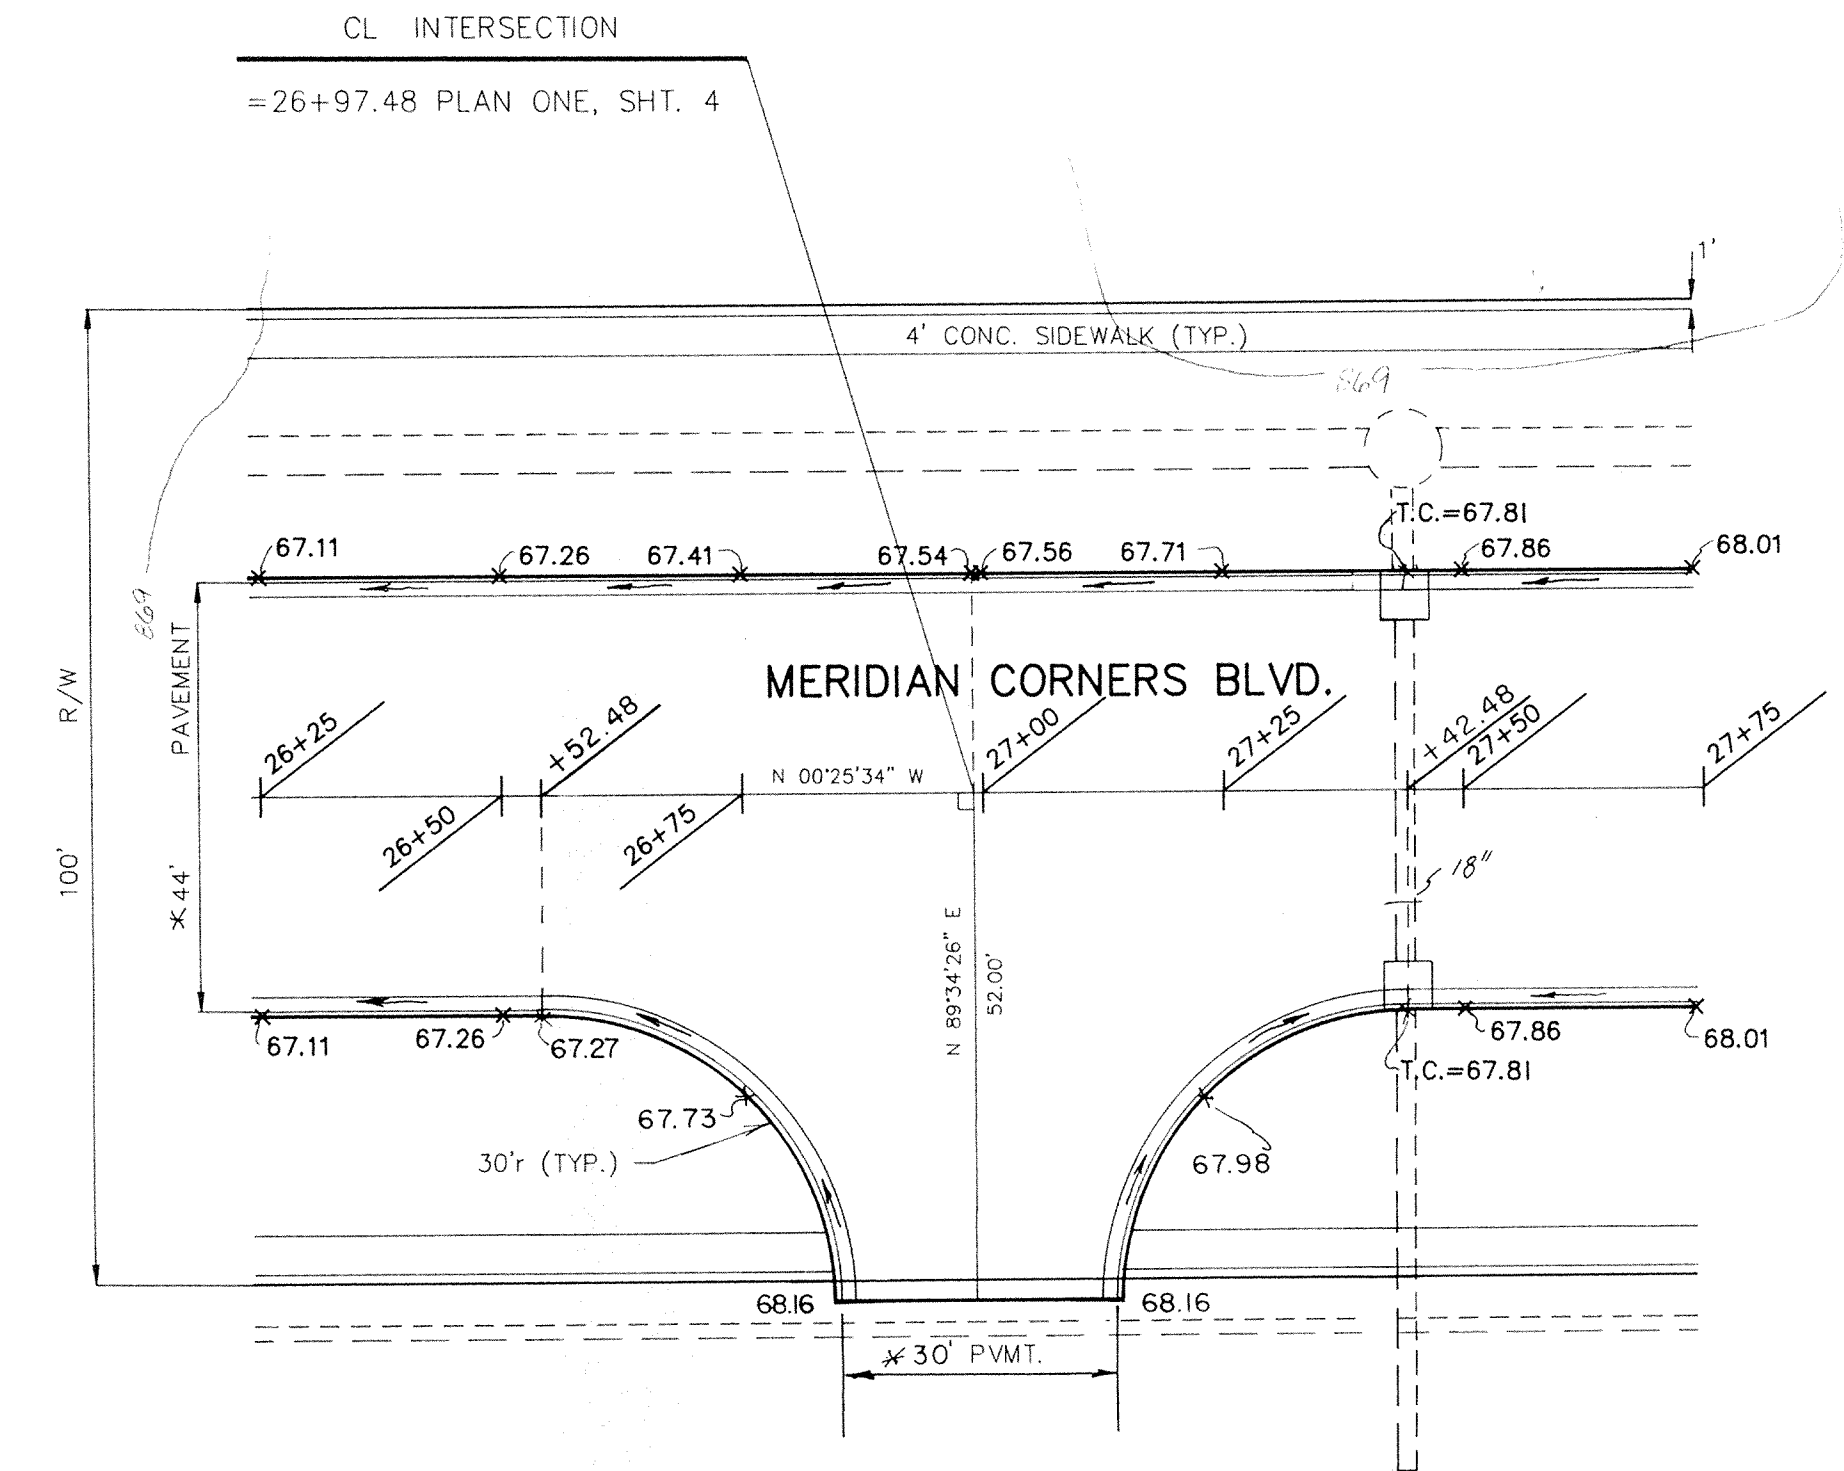 CL INTERSECTION
=26+97.48 PLAN ONE, SHT. 4
1'
4' CONC. SIDEWALK (TYP.)
869
T.C.=67.81
67.11
67.26
67.41
67.54
67.56
67.71
67.86
68.01
869
R/W
100'
PAVEMENT
*44'
MERIDIAN CORNERS BLVD.
26+25
+52.48
27+00
27+25
+42.48
27+50
27+75
N 00°25'34" W
26+50
26+75
18"
N 89°34'26" E
52.00'
67.11
67.26
67.27
67.86
68.01
T.C.=67.81
67.73
30'r (TYP.)
67.98
68.16
68.16
*30' PVMT.